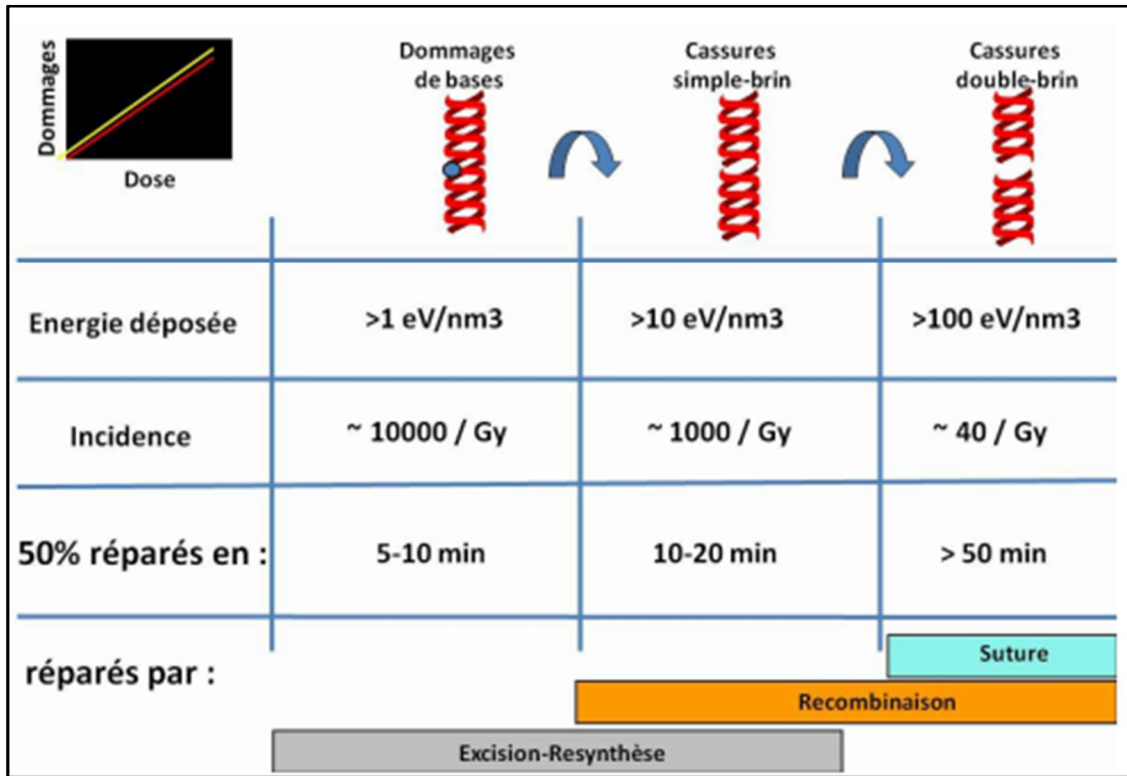 Dommages
Dose
Dommages
de bases
Cassures
simple-brin
Cassures
double-brin
Energie déposée
>1 eV/nm3
>10 eV/nm3
>100 eV/nm3
Incidence
~ 10000 / Gy
~ 1000 / Gy
~ 40 / Gy
50% réparés en :
5-10 min
10-20 min
> 50 min
réparés par :
Suture
Recombinaison
Excision-Resynthèse